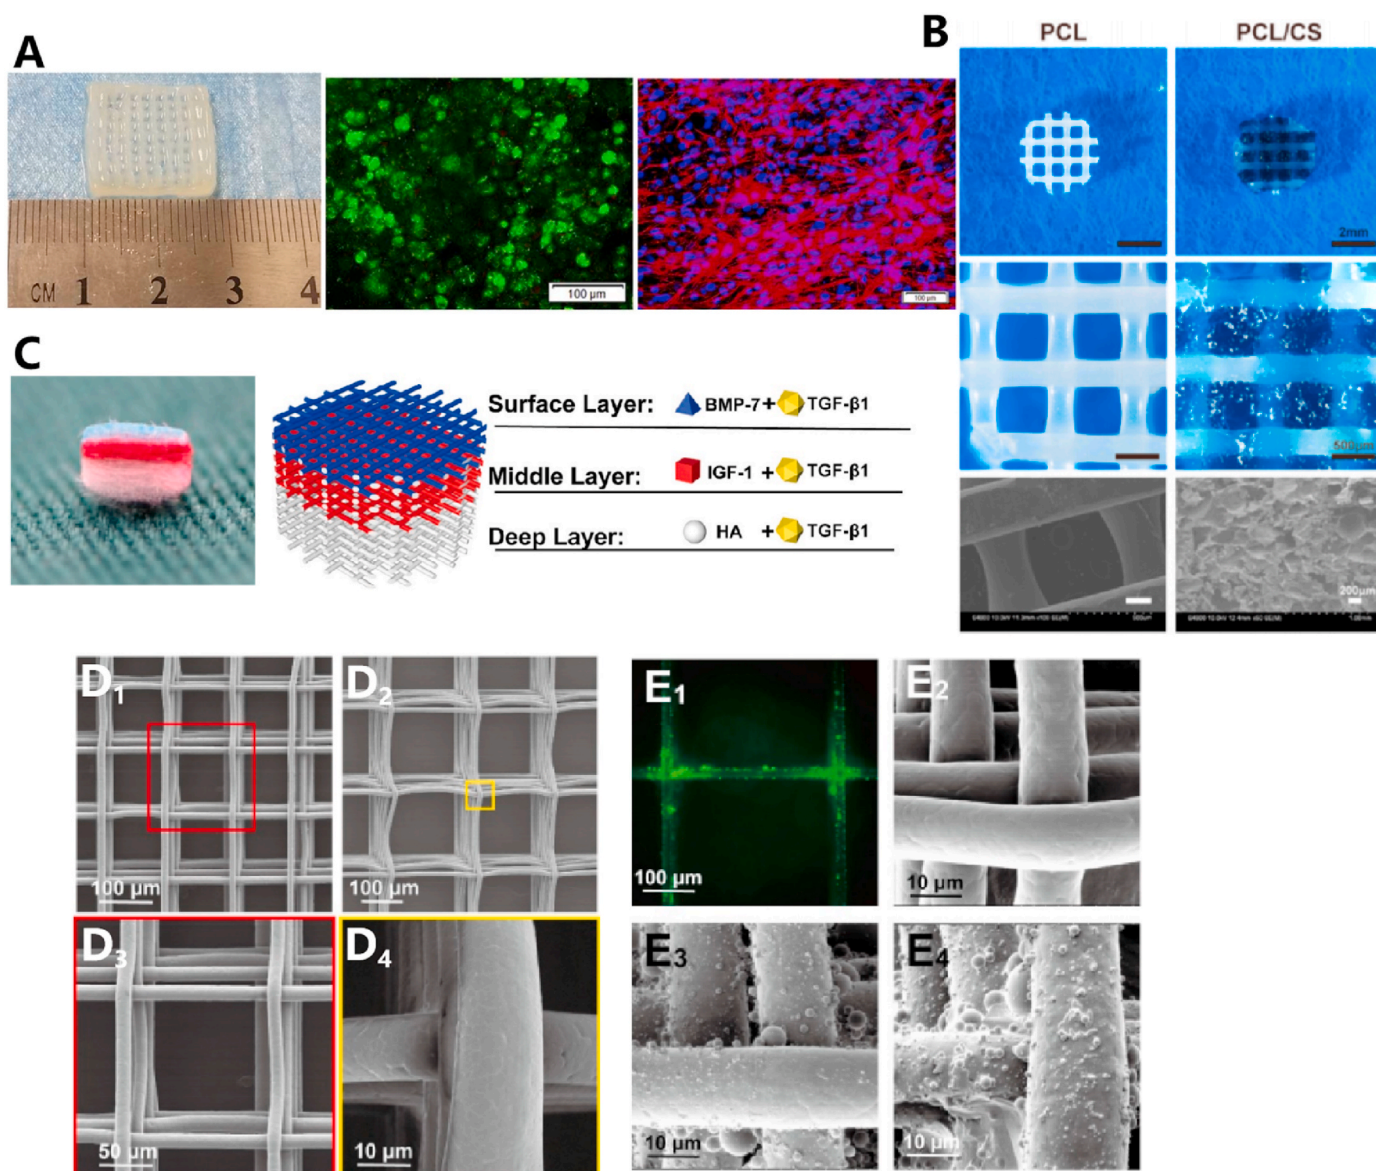 A
CM 1 2 3 4
100 µm
100 µm
B
PCL
PCL/CS
2mm
500µm
200µm
C
Surface Layer: BMP-7 + TGF-β1
Middle Layer: IGF-1 + TGF-β1
Deep Layer: HA + TGF-β1
D1
100 µm
D2
100 µm
D3
50 µm
D4
10 µm
E1
100 µm
E2
10 µm
E3
10 µm
E4
10 µm